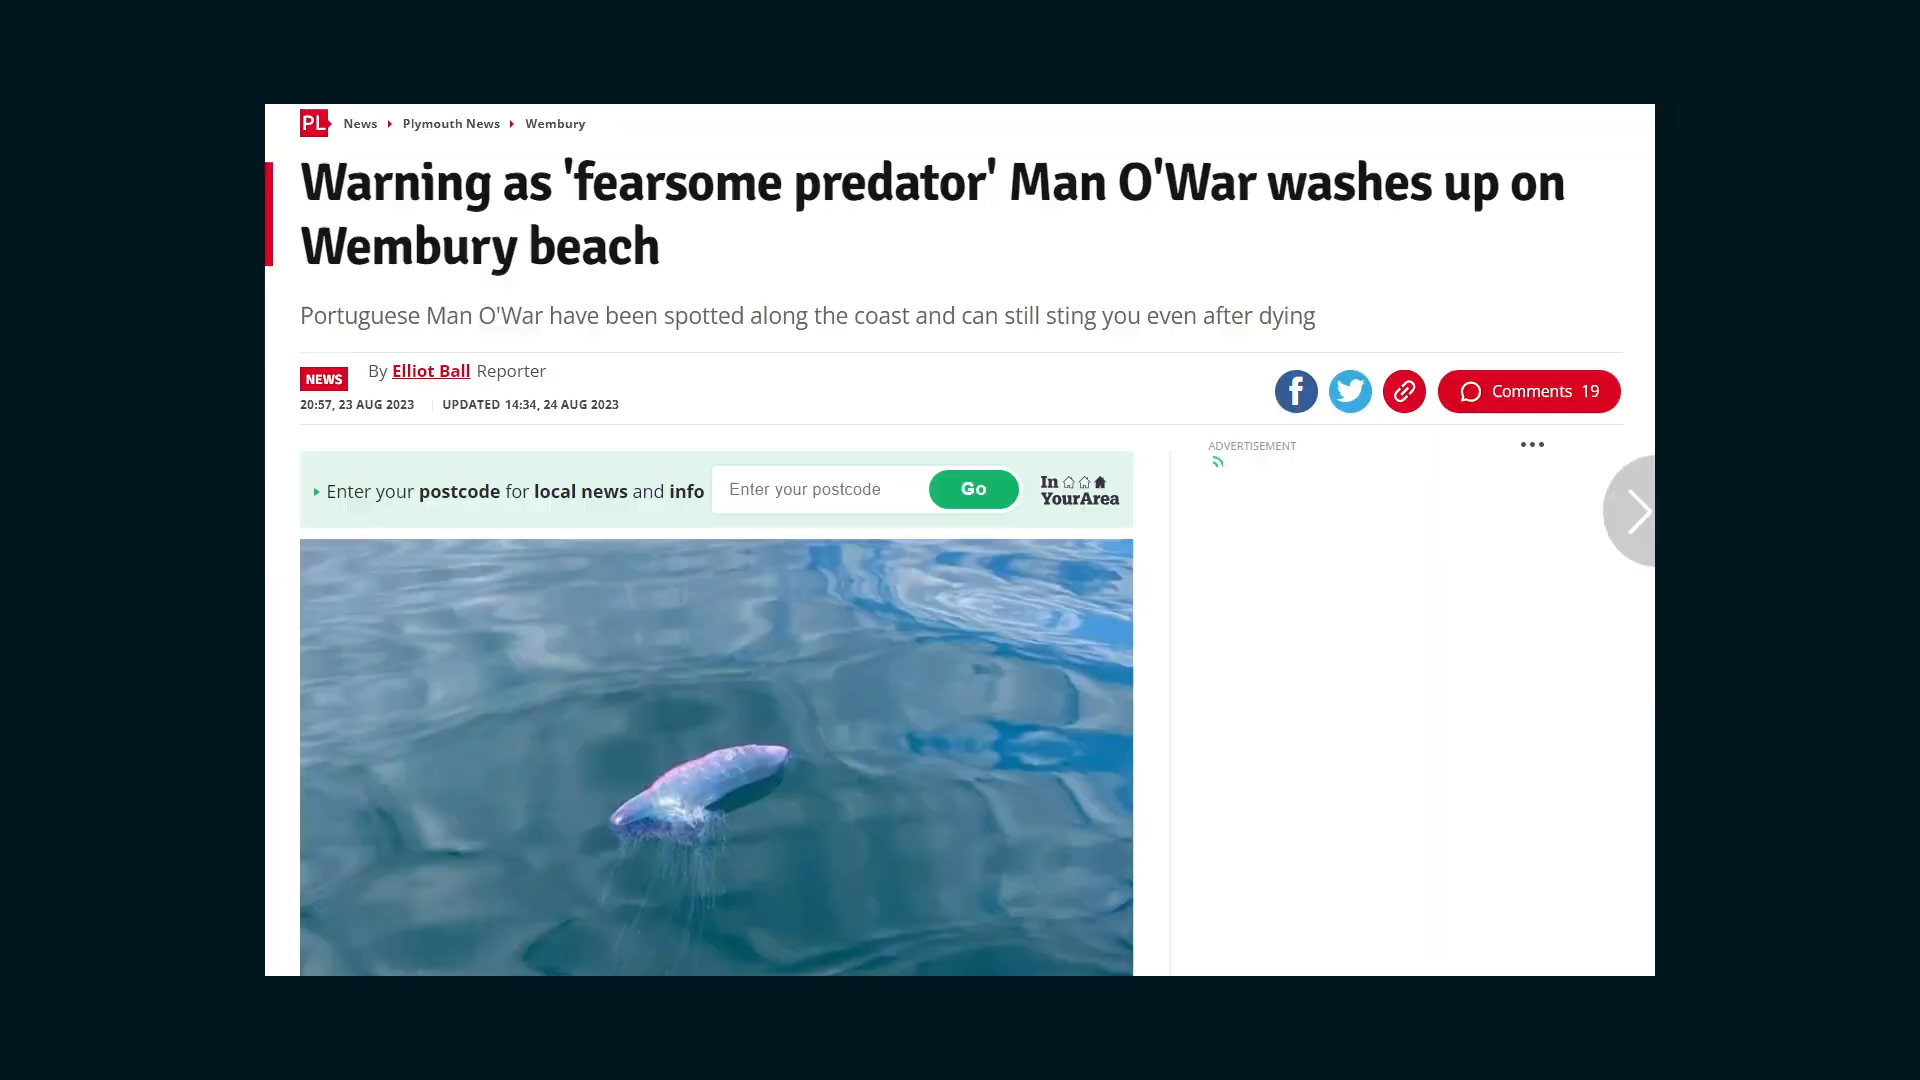 PL News Plymouth News Wembury
Warning as 'fearsome predator' Man O'War washes up on
Wembury beach
Portuguese Man O'War have been spotted along the coast and can still sting you even after dying
NEWS By Elliot Ball Reporter
20:57, 23 AUG 2023 UPDATED 14:34, 24 AUG 2023
Comments 19
ADVERTISEMENT
Enter your postcode for local news and info Enter your postcode Go In
YourArea